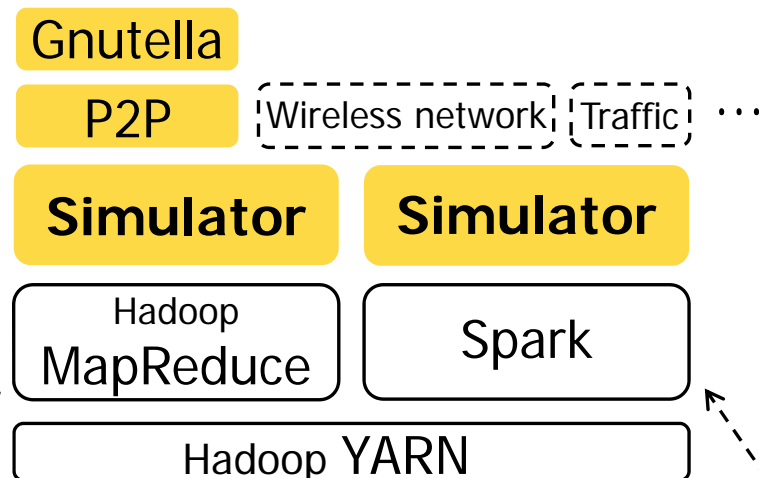 Gnutella
P2P
Wireless network
Traffic
...
Simulator
Simulator
Hadoop
MapReduce
Spark
Hadoop YARN